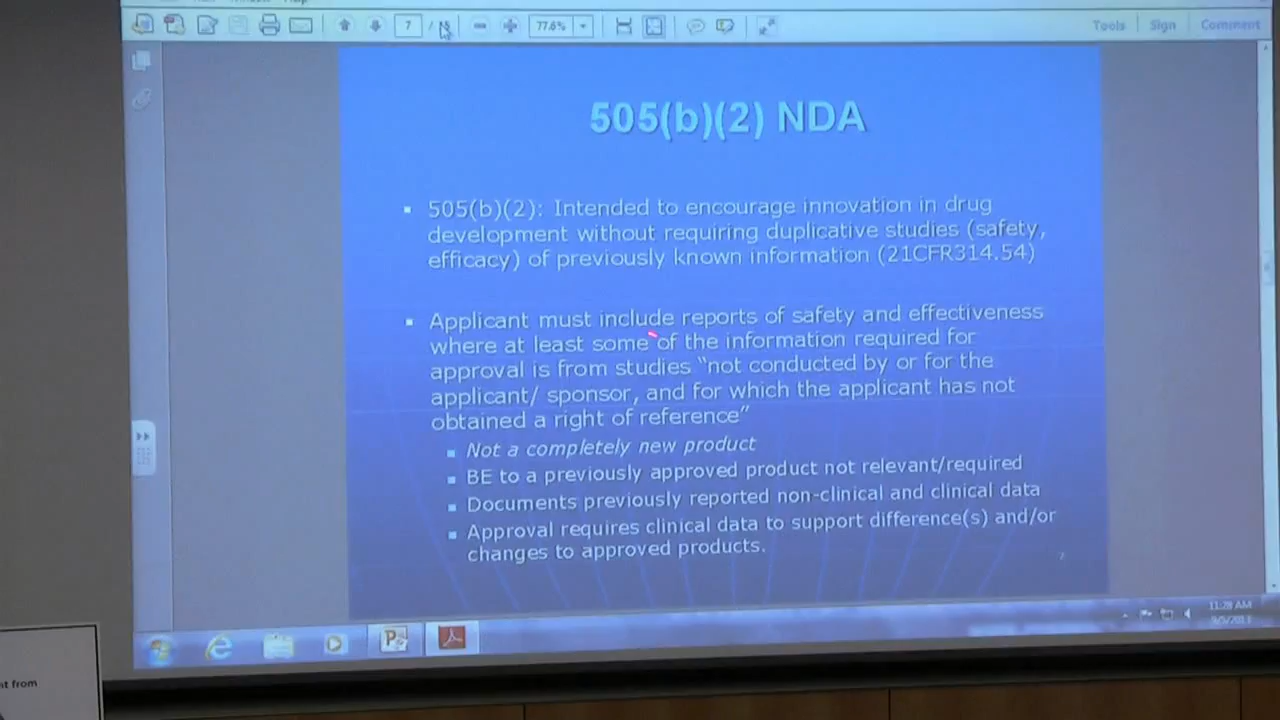 7 /
77.6%
Tools Sign Comment
505(b)(2) NDA
505(b)(2): Intended to encourage innovation in drug
development without requiring duplicative studies (safety,
efficacy) of previously known information (21CFR314.54)
Applicant must include reports of safety and effectiveness
where at least some of the information required for
approval is from studies “not conducted by or for the
applicant/ sponsor, and for which the applicant has not
obtained a right of reference”
Not a completely new product
BE to a previously approved product not relevant/required
Documents previously reported non-clinical and clinical data
Approval requires clinical data to support difference(s) and/or
changes to approved products.
7
11:28 AM
9/5/2013
from